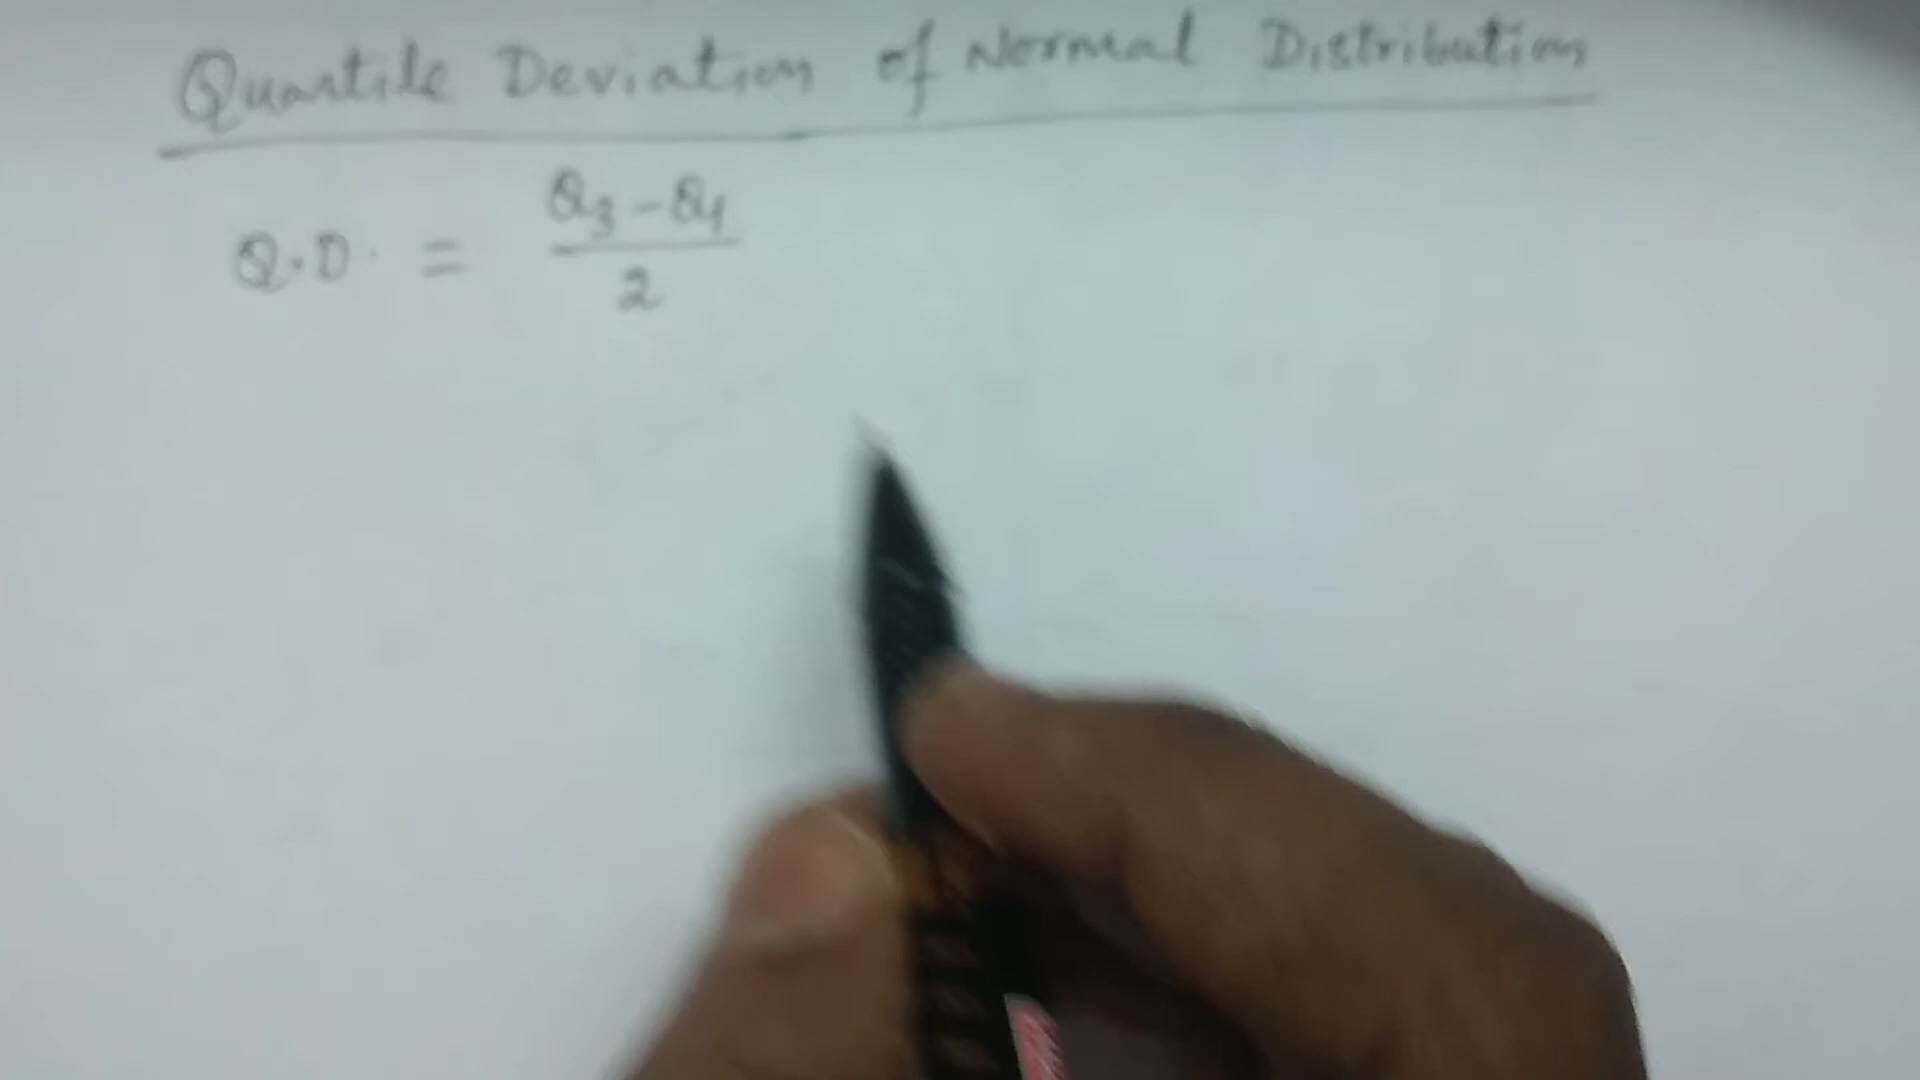 Quartile Deviation of Normal Distribution
Q.D. = Q3 - Q1 / 2